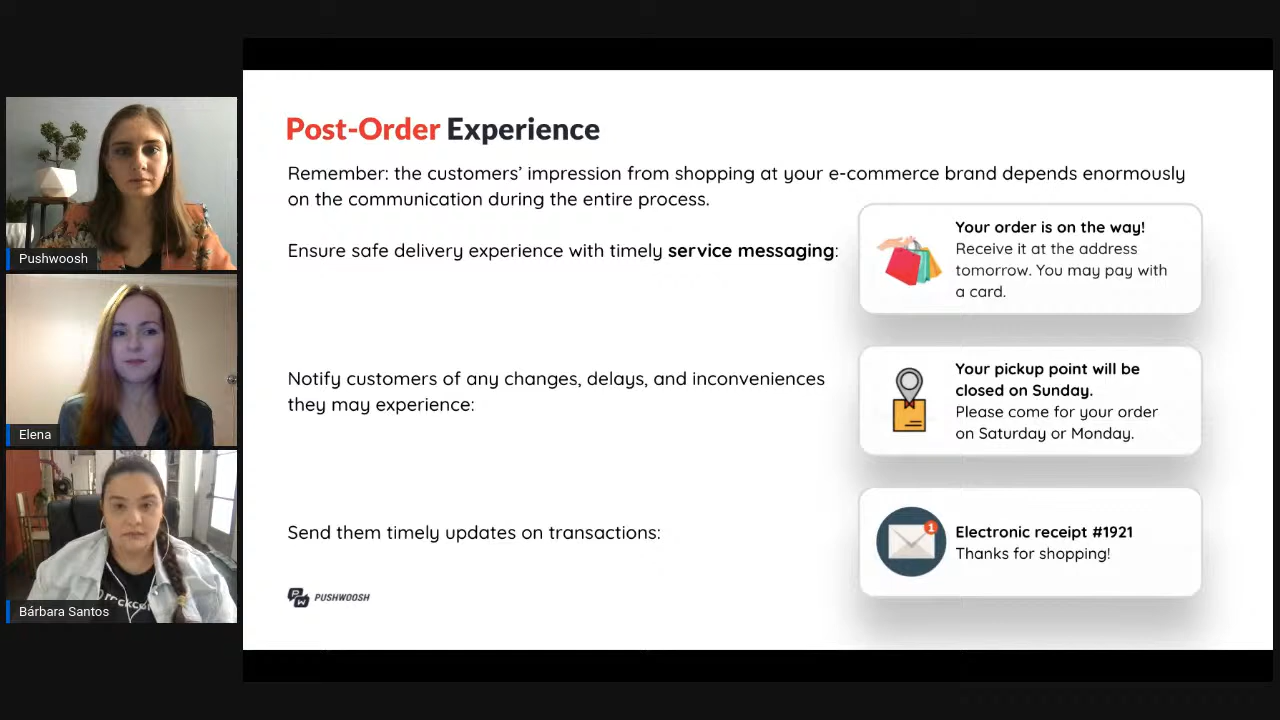 Post-Order Experience
Remember: the customers’ impression from shopping at your e-commerce brand depends enormously
on the communication during the entire process.
Ensure safe delivery experience with timely service messaging:
Your order is on the way!
Receive it at the address
tomorrow. You may pay with
a card.
Notify customers of any changes, delays, and inconveniences
they may experience:
Your pickup point will be
closed on Sunday.
Please come for your order
on Saturday or Monday.
Send them timely updates on transactions:
1
Electronic receipt #1921
Thanks for shopping!
PW
PUSHWOOSH
Pushwoosh
Elena
Bárbara Santos